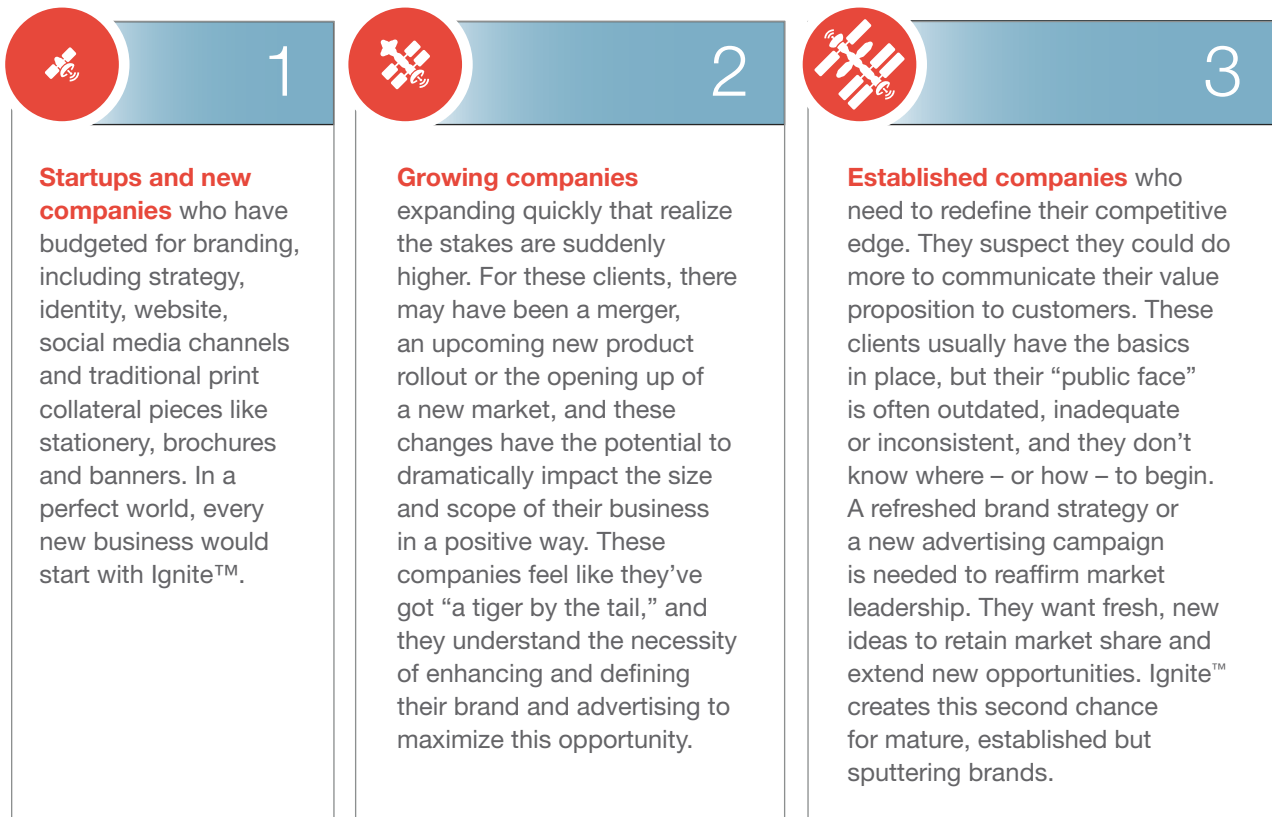 1
Startups and new
companies who have
budgeted for branding,
including strategy,
identity, website,
social media channels
and traditional print
collateral pieces like
stationery, brochures
and banners. In a
perfect world, every
new business would
start with Ignite™.
2
Growing companies
expanding quickly that realize
the stakes are suddenly
higher. For these clients, there
may have been a merger,
an upcoming new product
rollout or the opening up of
a new market, and these
changes have the potential to
dramatically impact the size
and scope of their business
in a positive way. These
companies feel like they’ve
got “a tiger by the tail,” and
they understand the necessity
of enhancing and defining
their brand and advertising to
maximize this opportunity.
3
Established companies who
need to redefine their competitive
edge. They suspect they could do
more to communicate their value
proposition to customers. These
clients usually have the basics
in place, but their “public face”
is often outdated, inadequate
or inconsistent, and they don’t
know where – or how – to begin.
A refreshed brand strategy or
a new advertising campaign
is needed to reaffirm market
leadership. They want fresh, new
ideas to retain market share and
extend new opportunities. Ignite™
creates this second chance
for mature, established but
sputtering brands.